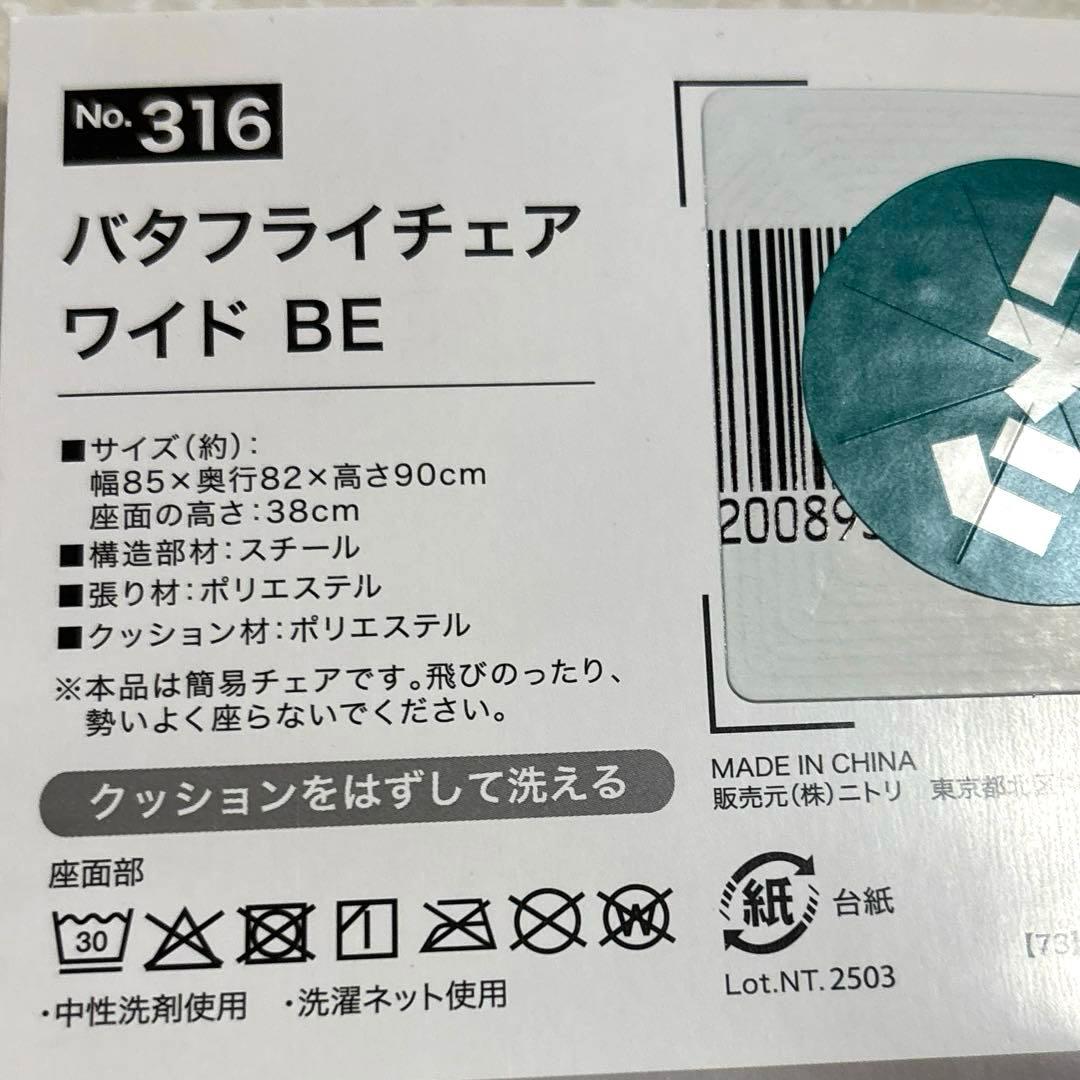 No. 316
バタフライチェア
ワイド BE
■サイズ(約):
幅85×奥行82×高さ90cm
座面の高さ:38cm
■構造部材:スチール
■張り材:ポリエステル
■クッション材:ポリエステル
※本品は簡易チェアです。飛びのったり、
勢いよく座らないでください。
クッションをはずして洗える
座面部
30
W
・中性洗剤使用 ・洗濯ネット使用
20089
MADE IN CHINA
販売元(株)ニトリ 東京都北区
紙 台紙
【73】
Lot.NT. 2503